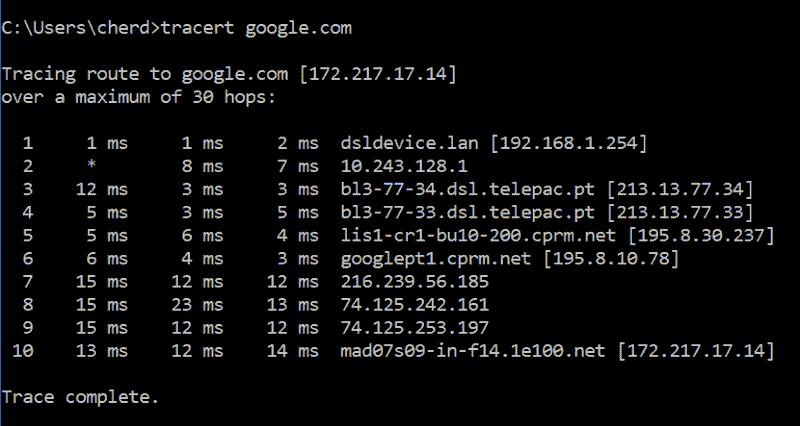 C:\Users\cherd>tracert google.com
Tracing route to google.com [172.217.17.14]
over a maximum of 30 hops:
1 1 ms 1 ms 2 ms dsldevice.lan [192.168.1.254]
2 * 8 ms 7 ms 10.243.128.1
3 12 ms 3 ms 3 ms bl3-77-34.dsl.telepac.pt [213.13.77.34]
4 5 ms 3 ms 5 ms bl3-77-33.dsl.telepac.pt [213.13.77.33]
5 5 ms 6 ms 4 ms lis1-cr1-bu10-200.cprm.net [195.8.30.237]
6 6 ms 4 ms 3 ms googlept1.cprm.net [195.8.10.78]
7 15 ms 12 ms 12 ms 216.239.56.185
8 15 ms 23 ms 13 ms 74.125.242.161
9 15 ms 12 ms 12 ms 74.125.253.197
10 13 ms 12 ms 14 ms mad07s09-in-f14.1e100.net [172.217.17.14]
Trace complete.